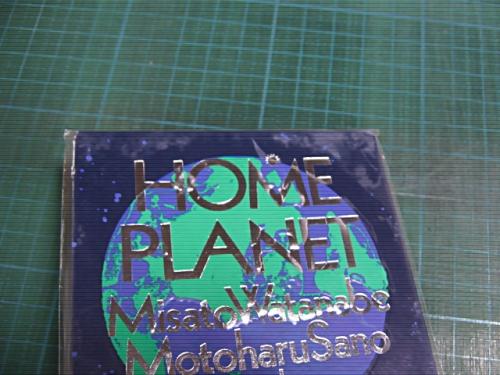 HOME
PLANET
Misato Watanabe
Motoharu Sano